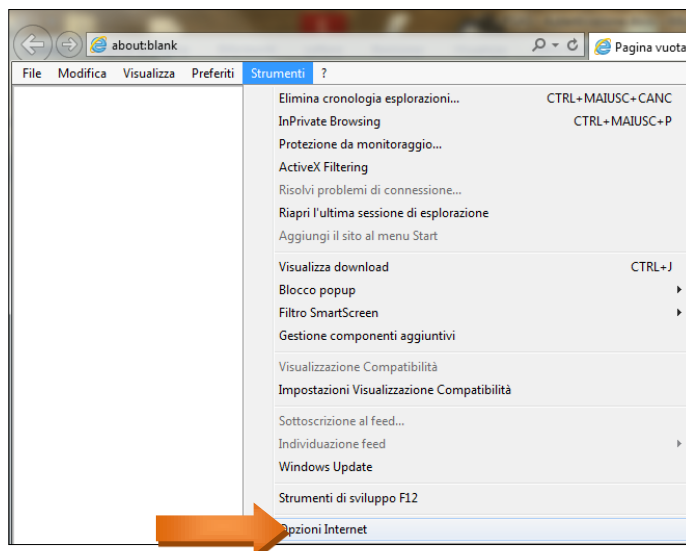 about:blank
Pagina vuota
File Modifica Visualizza Preferiti Strumenti ?
Elimina cronologia esplorazioni... CTRL+MAIUSC+CANC
InPrivate Browsing CTRL+MAIUSC+P
Protezione da monitoraggio...
ActiveX Filtering
Risolvi problemi di connessione...
Riapri l'ultima sessione di esplorazione
Aggiungi il sito al menu Start
Visualizza download CTRL+J
Blocco popup
Filtro SmartScreen
Gestione componenti aggiuntivi
Visualizzazione Compatibilità
Impostazioni Visualizzazione Compatibilità
Sottoscrizione al feed...
Individuazione feed
Windows Update
Strumenti di sviluppo F12
Opzioni Internet